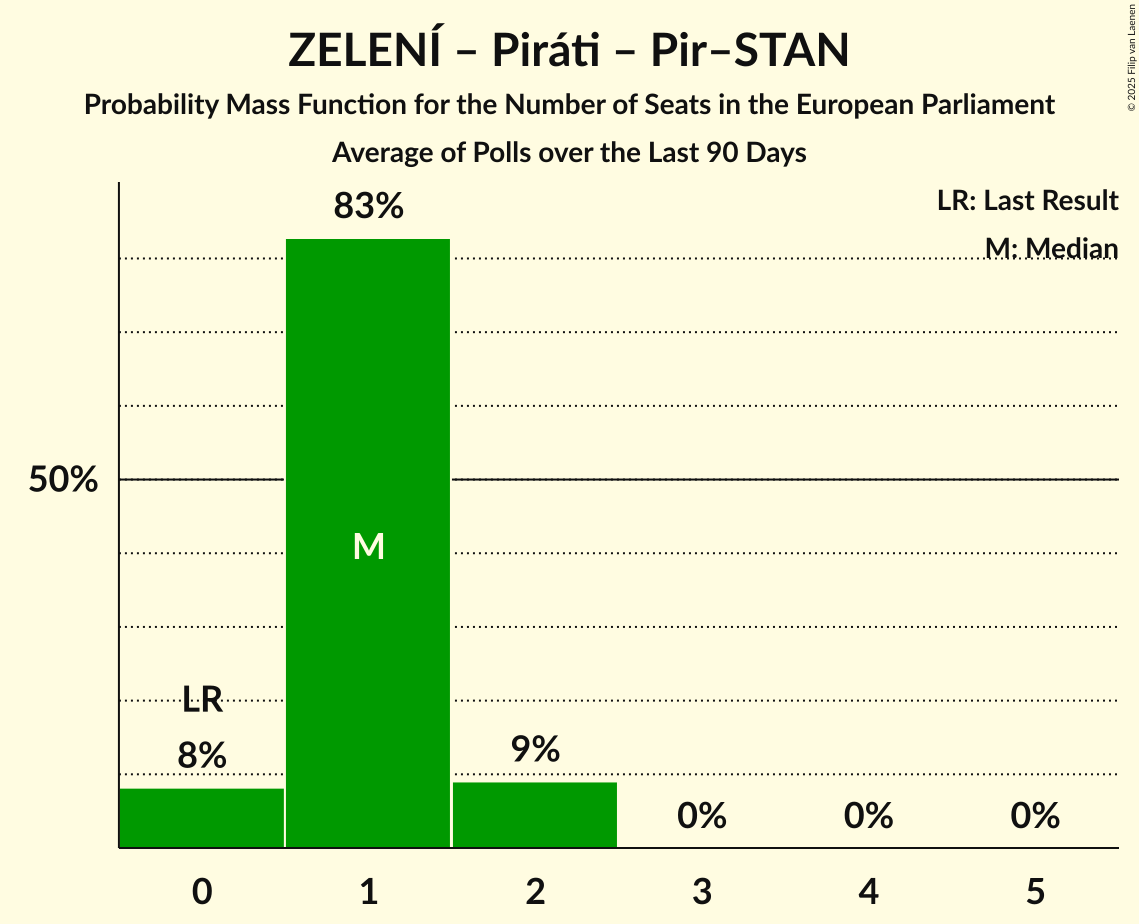 ZELENÍ – Piráti – Pir–STAN
Probability Mass Function for the Number of Seats in the European Parliament
Average of Polls over the Last 90 Days
© 2025 Filip van Laenen
LR: Last Result
M: Median
83%
50%
M
LR
8%
9%
0%
0%
0%
0
1
2
3
4
5